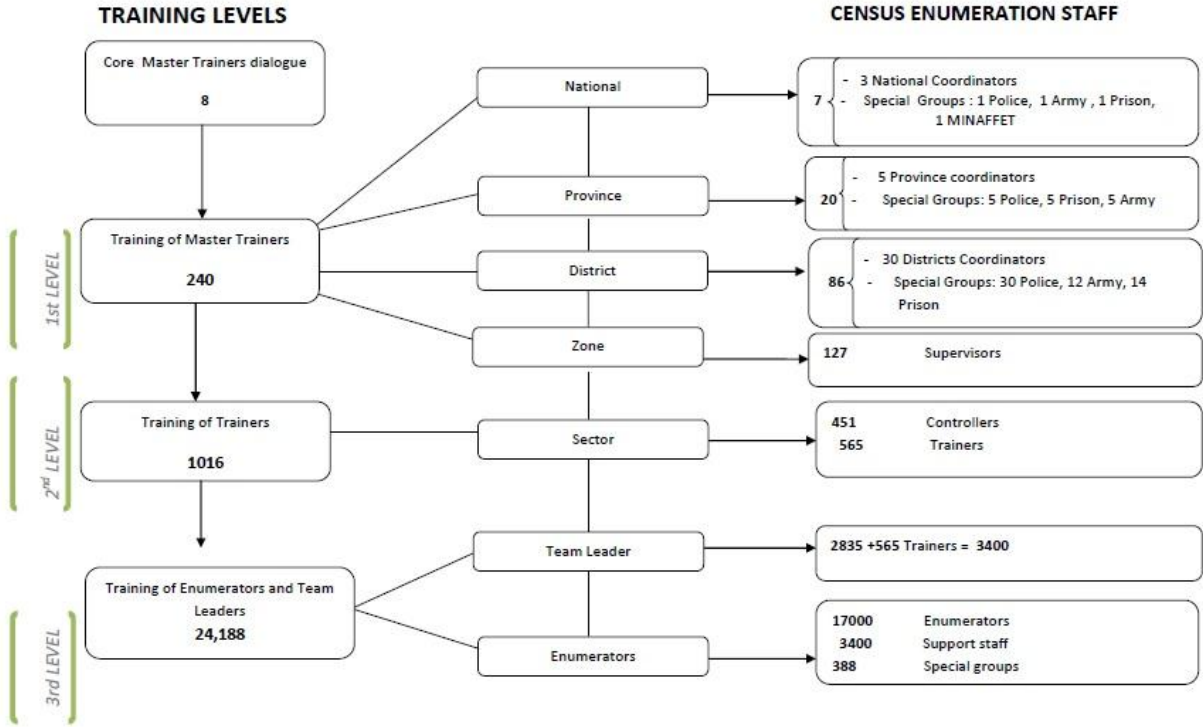 TRAINING LEVELS
CENSUS ENUMERATION STAFF
Core Master Trainers dialogue
8
National
7
- 3 National Coordinators
- Special Groups : 1 Police, 1 Army , 1 Prison,
1 MINAFFET
Province
20
- 5 Province coordinators
- Special Groups: 5 Police, 5 Prison, 5 Army
1st LEVEL
Training of Master Trainers
240
District
86
- 30 Districts Coordinators
- Special Groups: 30 Police, 12 Army, 14
Prison
Zone
127 Supervisors
2nd LEVEL
Training of Trainers
1016
Sector
451 Controllers
565 Trainers
Team Leader
2835 +565 Trainers = 3400
3rd LEVEL
Training of Enumerators and Team
Leaders
24,188
Enumerators
17000 Enumerators
3400 Support staff
388 Special groups